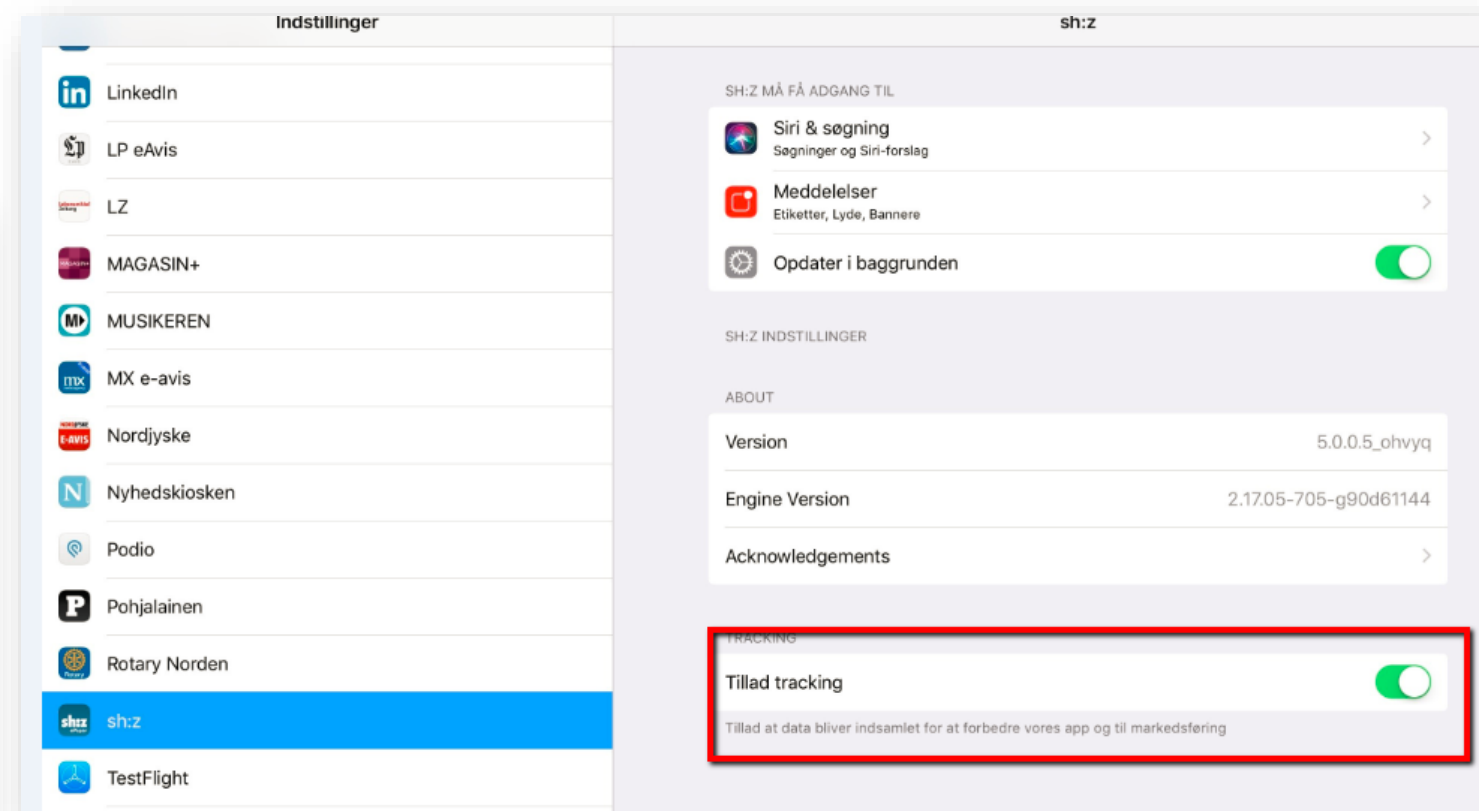 Indstillinger
LinkedIn
LP eAvis
LZ
MAGASIN+
MUSIKEREN
MX e-avis
Nordjyske
Nyhedskiosken
Podio
Pohjalainen
Rotary Norden
sh:z
TestFlight
sh:z
SH:Z MÅ FÅ ADGANG TIL
Siri & søgning
Søgninger og Siri-forslag
Meddelelser
Etiketter, Lyde, Bannere
Opdater i baggrunden
SH:Z INDSTILLINGER
ABOUT
Version 5.0.0.5_ohvyq
Engine Version 2.17.05-705-g90d61144
Acknowledgements
TRACKING
Tillad tracking
Tillad at data bliver indsamlet for at forbedre vores app og til markedsføring